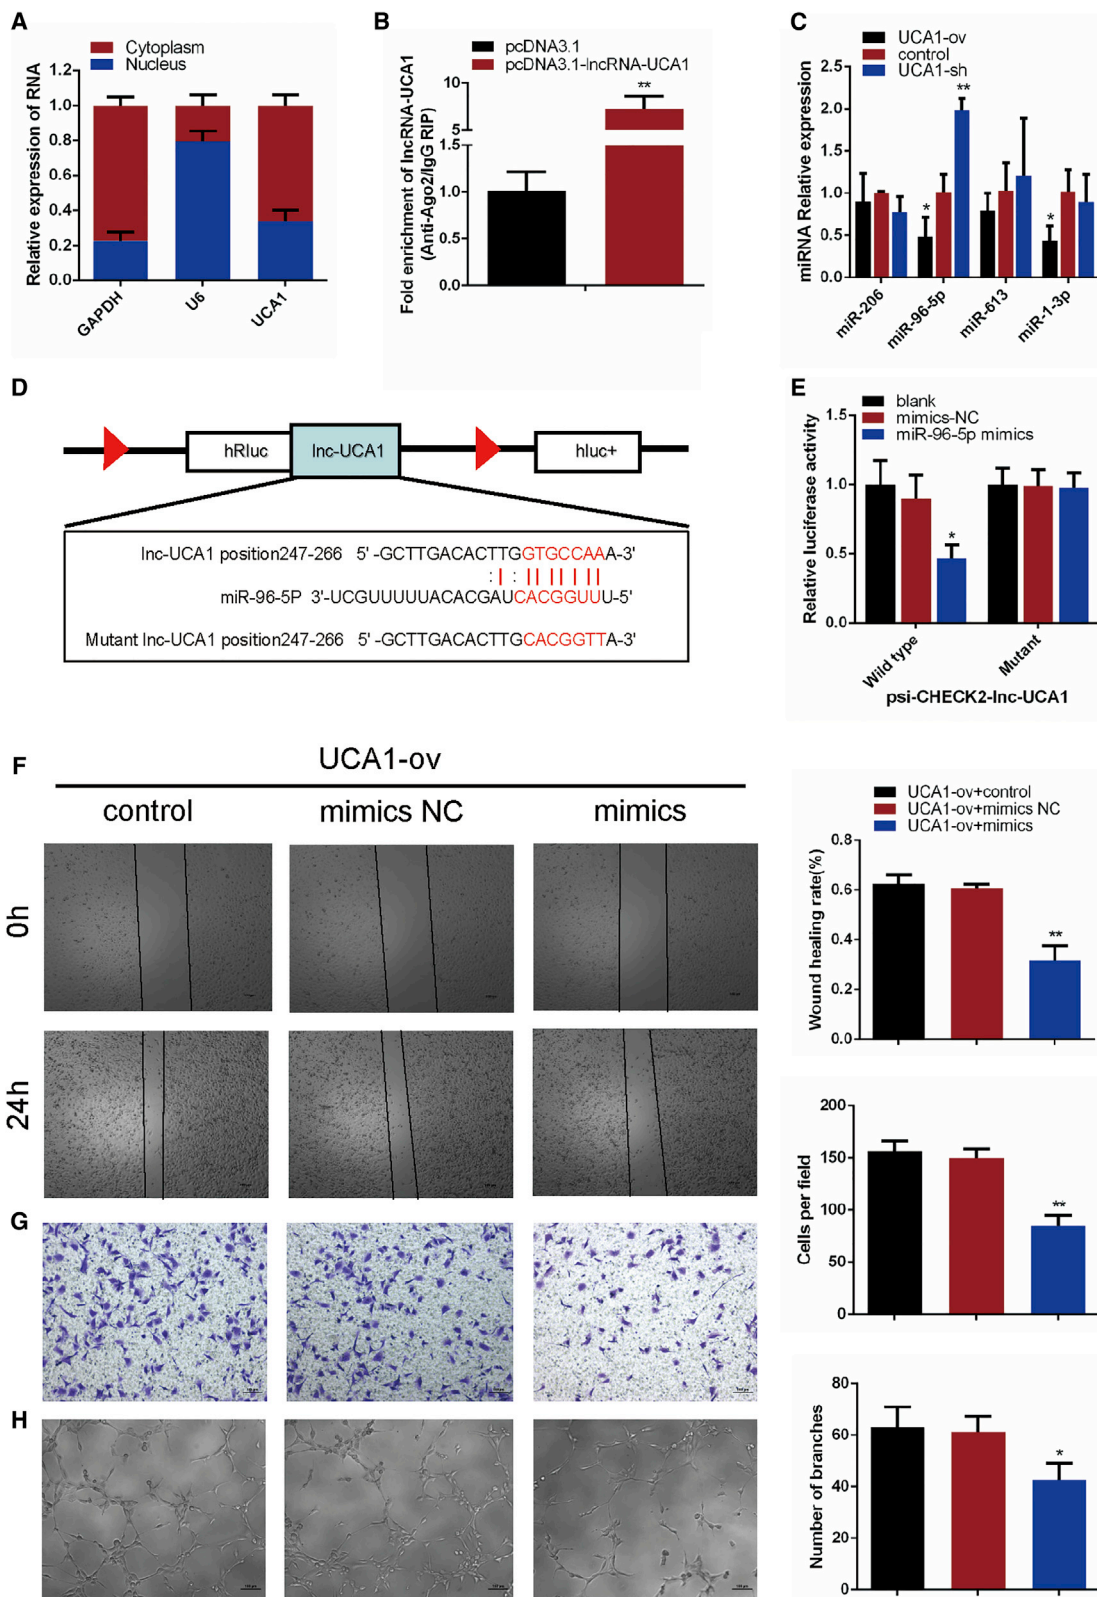 A
Cytoplasm
Nucleus
Relative expression of RNA
1.2
1.0
0.8
0.6
0.4
0.2
0.0
GAPDH
U6
UCA1
B
pcDNA3.1
pcDNA3.1-lncRNA-UCA1
Fold enrichment of lncRNA-UCA1
(Anti-Ago2/IgG RIP)
10
5
1.5
1.0
0.5
0.0
**
C
UCA1-ov
control
UCA1-sh
miRNA Relative expression
2.5
2.0
1.5
1.0
0.5
0.0
*
**
*
miR-206
miR-96-5p
miR-613
miR-1-3p
D
hRluc
lnc-UCA1
hluc+
lnc-UCA1 position247-266 5' -GCTTGACACTTGGTGCCAAA-3'
: | : || || | ||
miR-96-5P 3'-UCGUUUUUACACGAUCACGGUUU-5'
Mutant lnc-UCA1 position247-266 5' -GCTTGACACTTGCACGGTTA-3'
E
blank
mimics-NC
miR-96-5p mimics
Relative luciferase activity
1.5
1.0
0.5
0.0
*
Wild type
Mutant
psi-CHECK2-lnc-UCA1
F
UCA1-ov
control mimics NC mimics
0h
24h
UCA1-ov+control
UCA1-ov+mimics NC
UCA1-ov+mimics
Wound healing rate(%)
0.8
0.6
0.4
0.2
0.0
**
G
Cells per field
200
150
100
50
0
**
H
Number of branches
80
60
40
20
0
*